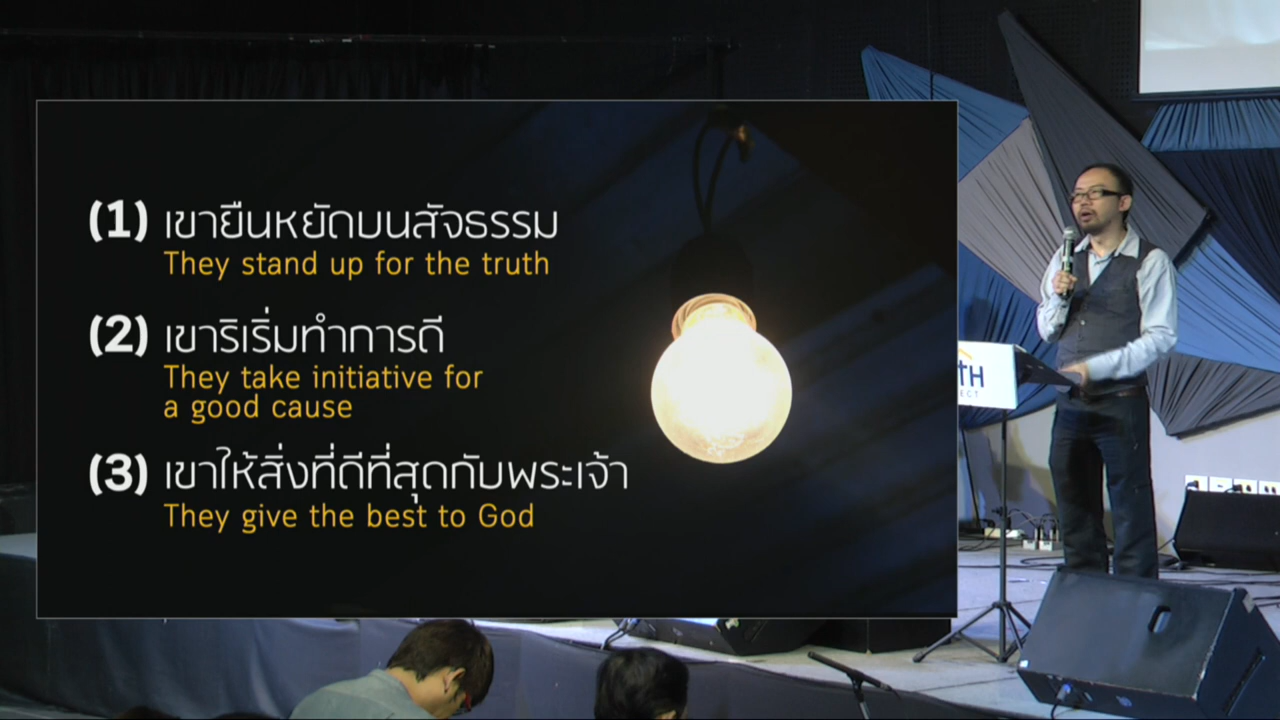 (1) เขายืนหยัดบนสัจธรรม
They stand up for the truth
(2) เขาริเริ่มทำการดี
They take initiative for
a good cause
(3) เขาให้สิ่งที่ดีที่สุดกับพระเจ้า
They give the best to God